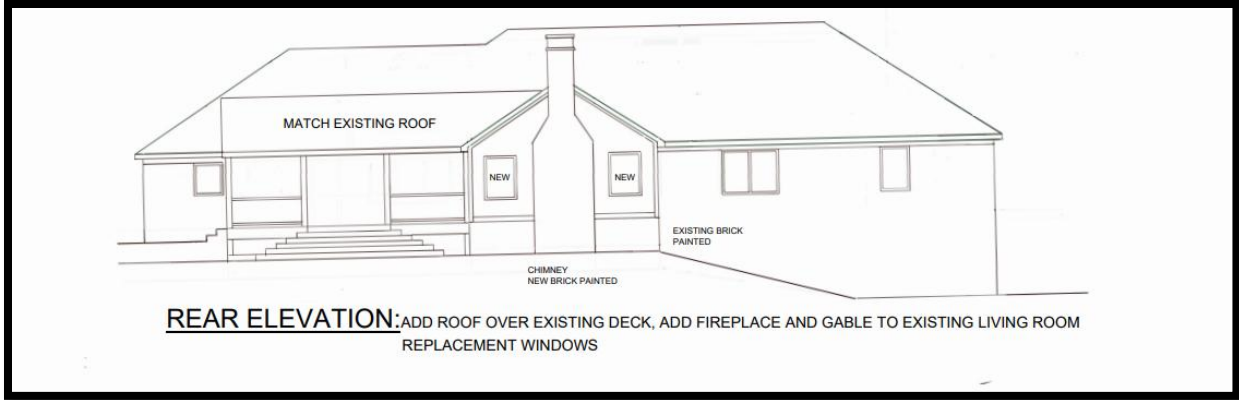 MATCH EXISTING ROOF
NEW
NEW
EXISTING BRICK
PAINTED
CHIMNEY
NEW BRICK PAINTED
REAR ELEVATION: ADD ROOF OVER EXISTING DECK, ADD FIREPLACE AND GABLE TO EXISTING LIVING ROOM
REPLACEMENT WINDOWS